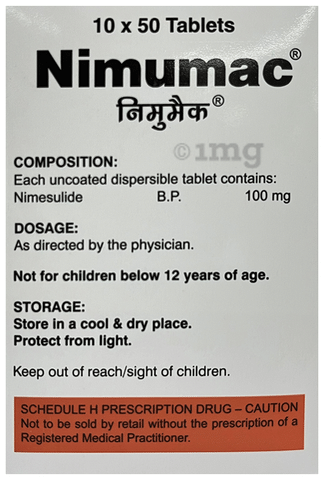 10 x 50 Tablets
Nimumac®
निमुमैक®
©1mg
COMPOSITION:
Each uncoated dispersible tablet contains:
Nimesulide B.P. 100 mg
DOSAGE:
As directed by the physician.
Not for children below 12 years of age.
STORAGE:
Store in a cool & dry place.
Protect from light.
Keep out of reach/sight of children.
SCHEDULE H PRESCRIPTION DRUG – CAUTION
Not to be sold by retail without the prescription of a
Registered Medical Practitioner.